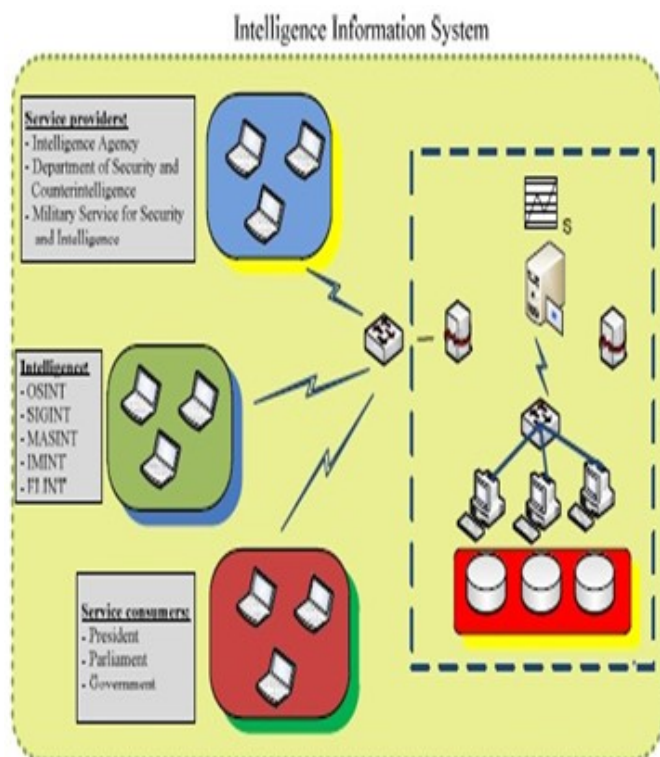 Intelligence Information System
Service providers:
- Intelligence Agency
- Department of Security and
Counterintelligence
- Military Service for Security
and Intelligence
S
Intelligence:
- OSINT
- SIGINT
- MASINT
- IMINT
- ELINT
Service consumers:
- President
- Parliament
- Government